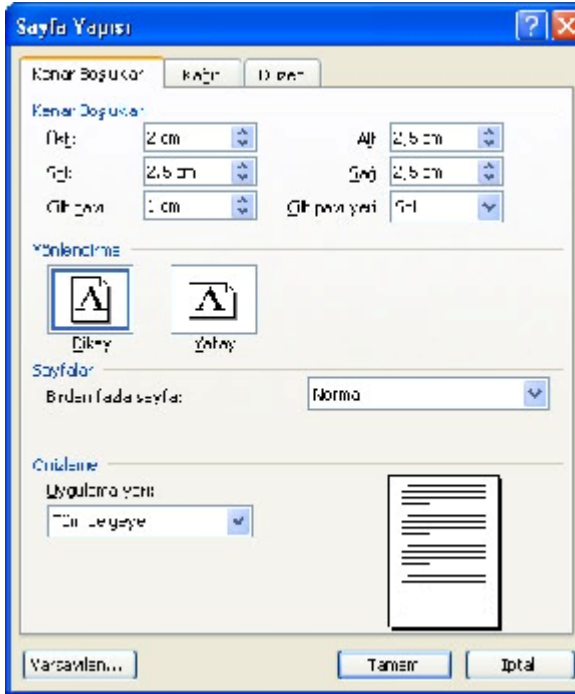 Sayfa Yapısı
Kenar Boşlukları Kağıt Düzen
Kenar Boşlukları
Üst: 2 cm Alt: 2,5 cm
Sol: 2,5 cm Sağ: 2,5 cm
Cilt payı: 1 cm Cilt payı yeri: Sol
Yönlendirme
A A
Dikey Yatay
Sayfalar
Birden fazla sayfa: Normal
Önizleme
Uygulama yeri:
Tüm belgeye
Varsayılan... Tamam İptal